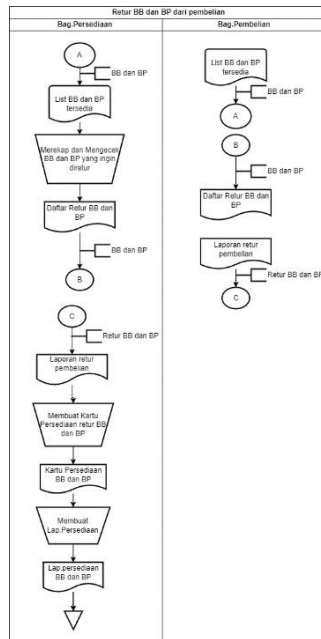 Retur BB dan BP dari pembelian
Bag.Persediaan
A
BB dan BP
List BB dan BP
tersedia
Merekap dan Mengecek
BB dan BP yang ingin
diretur
Daftar Retur BB dan
BP
BB dan BP
B
C
Retur BB dan BP
Laporan retur
pembelian
Membuat Kartu
Persediaan retur BB
dan BP
Kartu Persediaan
BB dan BP
Membuat
Lap.Persediaan
Lap.persediaan
BB dan BP
Bag.Pembelian
List BB dan BP
tersedia
BB dan BP
A
B
BB dan BP
Daftar Retur BB dan
BP
Laporan retur
pembelian
Retur BB dan BP
C